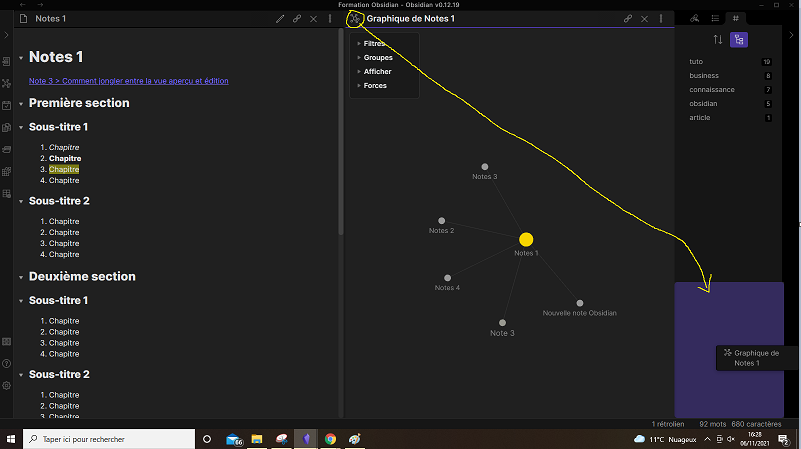 Formation Obsidian - Obsidian v0.12.19
Notes 1
Notes 1
Note 3 > Comment jongler entre la vue aperçu et édition
Première section
Sous-titre 1
1. Chapitre
2. Chapitre
3. Chapitre
4. Chapitre
Sous-titre 2
1. Chapitre
2. Chapitre
3. Chapitre
4. Chapitre
Deuxième section
Sous-titre 1
1. Chapitre
2. Chapitre
3. Chapitre
4. Chapitre
Sous-titre 2
1. Chapitre
2. Chapitre
3. Chapitre
Graphique de Notes 1
Filtres
Groupes
Afficher
Forces
Notes 3
Notes 2
Notes 1
Notes 4
Nouvelle note Obsidian
Note 3
tuto 19
business 8
connaissance 7
obsidian 5
article 1
Graphique de
Notes 1
1 rétrolien 92 mots 680 caractères
Taper ici pour rechercher
66
11°C Nuageux
16:28
06/11/2021
2